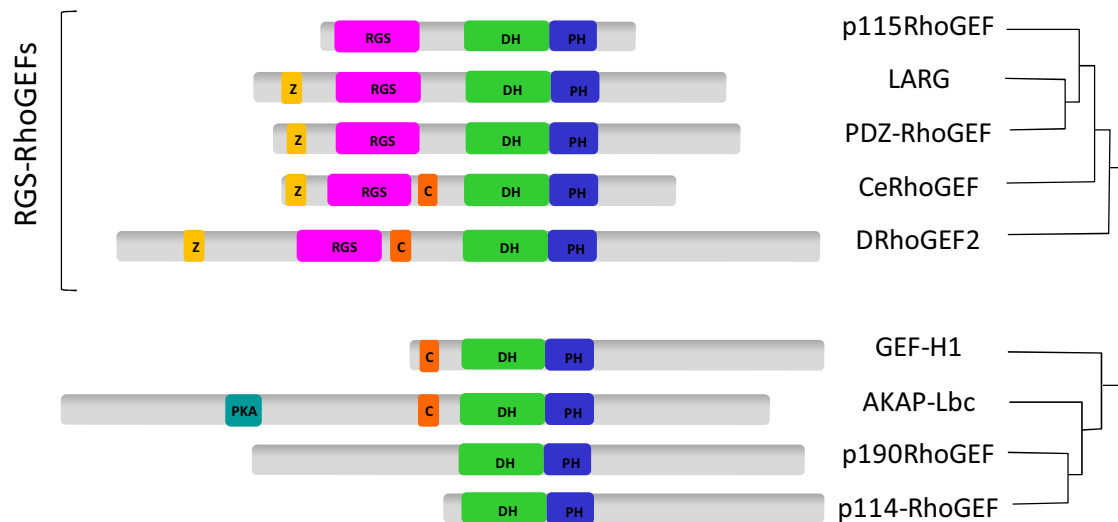 RGS-RhoGEFs
RGS DH PH p115RhoGEF
Z RGS DH PH LARG
Z RGS DH PH PDZ-RhoGEF
Z RGS C DH PH CeRhoGEF
Z RGS C DH PH DRhoGEF2
C DH PH GEF-H1
PKA C DH PH AKAP-Lbc
DH PH p190RhoGEF
DH PH p114-RhoGEF